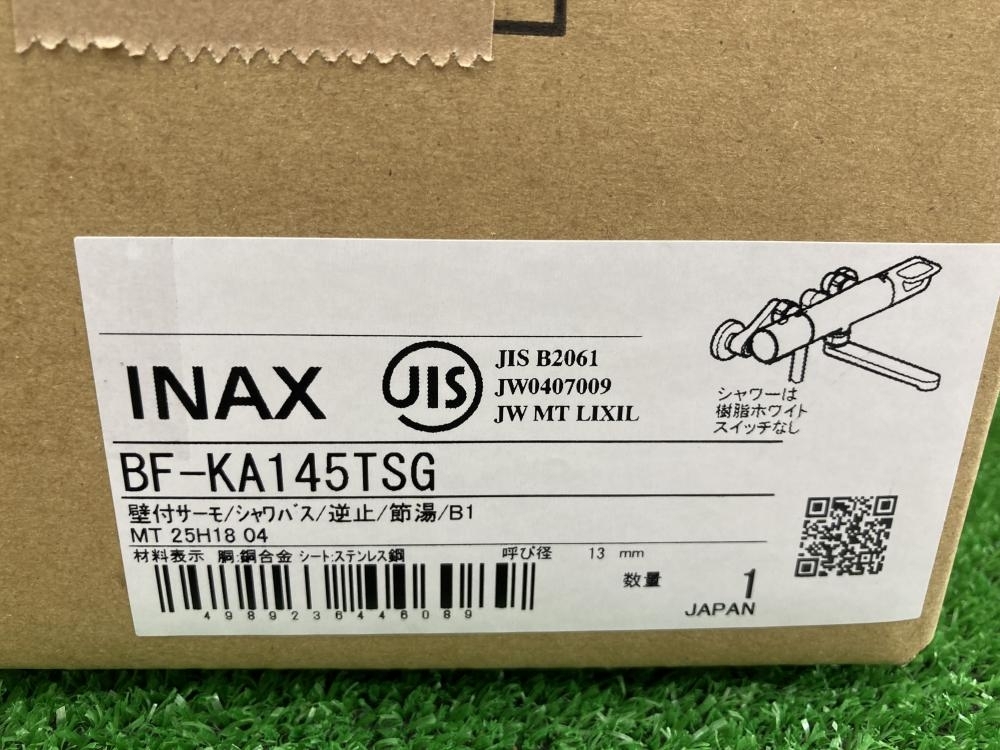 INAX
JIS
JIS B2061
JW0407009
JW MT LIXIL
シャワーは
樹脂ホワイト
スイッチなし
BF-KA145TSG
壁付サーモ/シャワバス/逆止/節湯/B1
MT 25H18 04
材料表示 胴:銅合金 シート:ステンレス鋼 呼び径 13 mm
数量 1
JAPAN
4989236446089